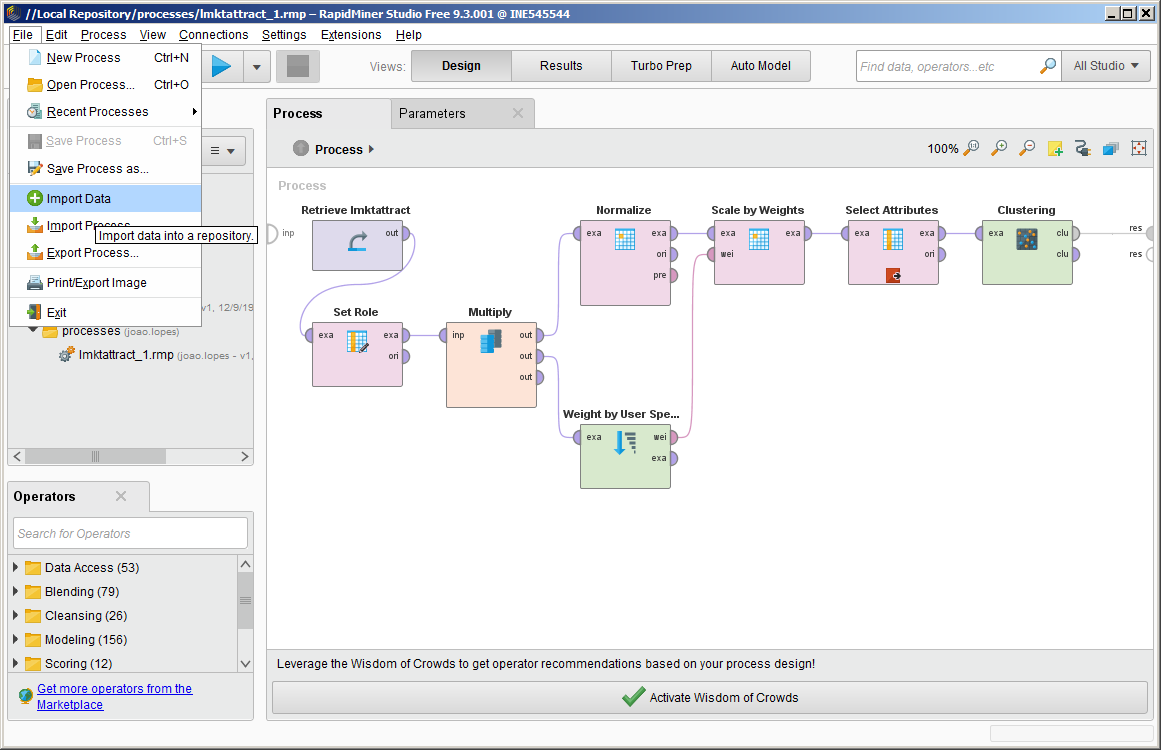 //Local Repository/processes/lmktattract_1.rmp – RapidMiner Studio Free 9.3.001 @ INE545544
File Edit Process View Connections Settings Extensions Help
New Process Ctrl+N
Open Process... Ctrl+O
Recent Processes
Save Process Ctrl+S
Save Process as...
Import Data
Import Process...
Import data into a repository.
Export Process...
Print/Export Image
Exit
Views: Design Results Turbo Prep Auto Model
Find data, operators...etc All Studio
v1, 12/9/19
processes (joao.lopes)
lmktattract_1.rmp (joao.lopes - v1,
Operators
Search for Operators
Data Access (53)
Blending (79)
Cleansing (26)
Modeling (156)
Scoring (12)
Get more operators from the
Marketplace
Process Parameters
Process 100%
Process
inp
Retrieve lmktattract
out
Set Role
exa exa
ori
Multiply
inp out
out
out
Normalize
exa exa
ori
pre
Weight by User Spe...
exa wei
exa
Scale by Weights
exa exa
wei
Select Attributes
exa exa
ori
Clustering
exa clu
clu
res
res
Leverage the Wisdom of Crowds to get operator recommendations based on your process design!
Activate Wisdom of Crowds